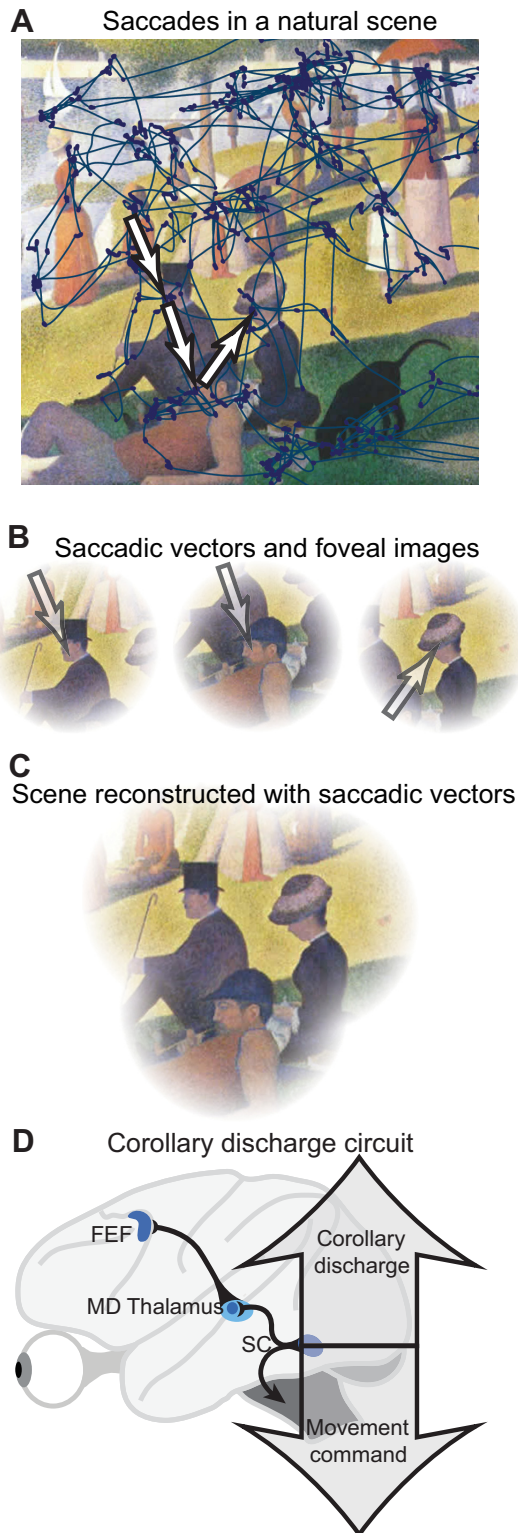 A
Saccades in a natural scene
B
Saccadic vectors and foveal images
C
Scene reconstructed with saccadic vectors
D
Corollary discharge circuit
FEF
Corollary
discharge
MD Thalamus
SC
Movement
command